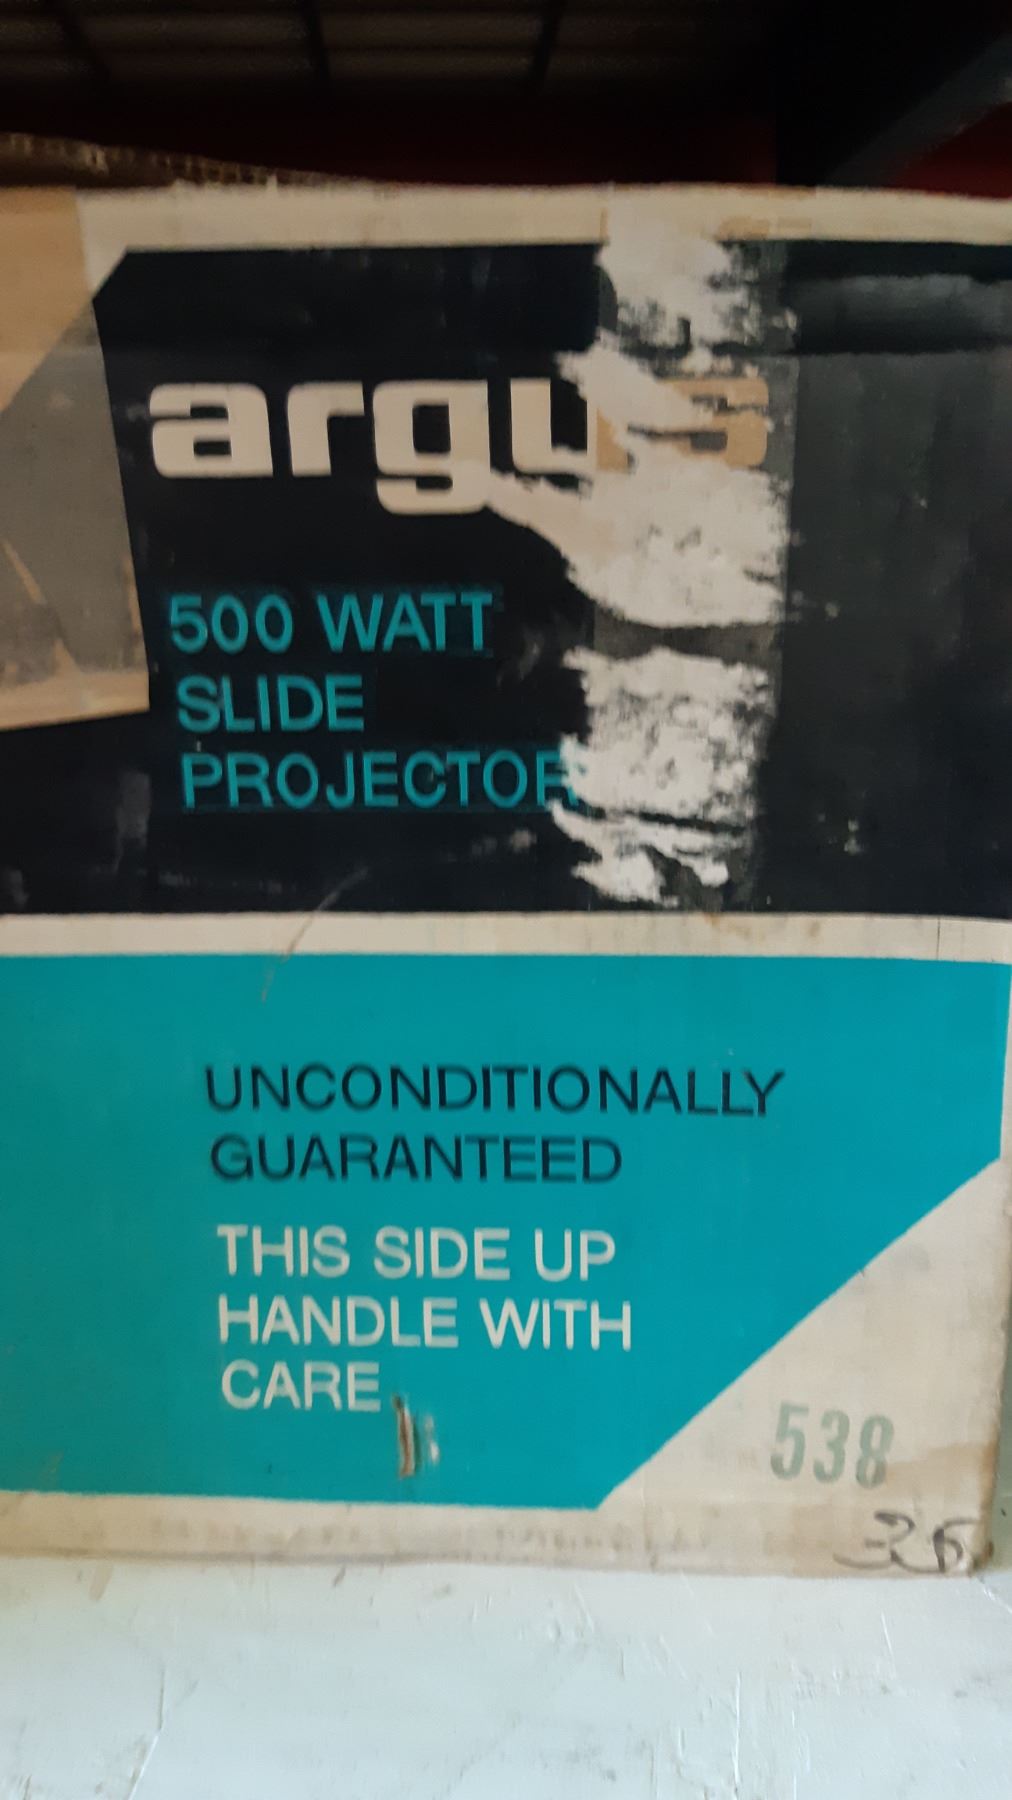 argus
500 WATT
SLIDE
PROJECTOR
UNCONDITIONALLY
GUARANTEED
THIS SIDE UP
HANDLE WITH
CARE
538